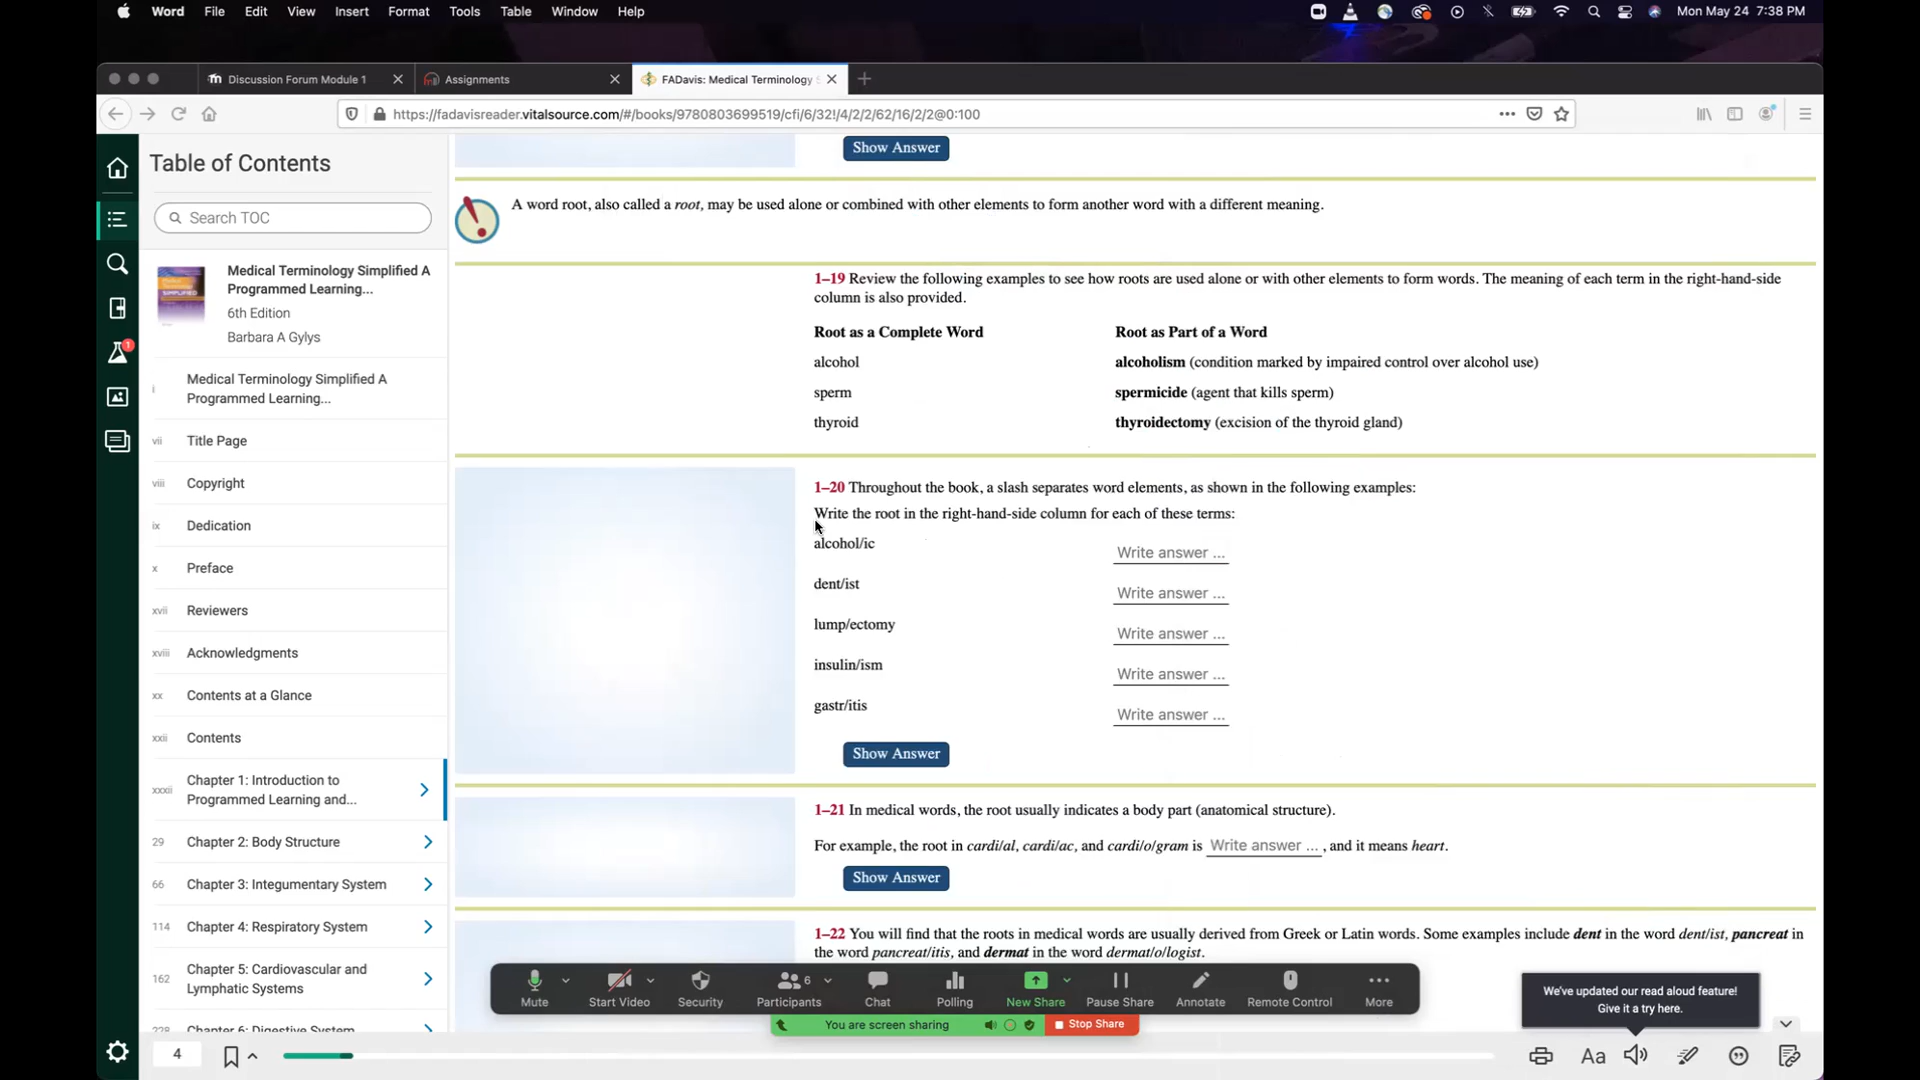 Word File Edit View Insert Format Tools Table Window Help Mon May 24 7:38 PM
Discussion Forum Module 1 Assignments FADavis: Medical Terminology
https://fadavisreader.vitalsource.com/#/books/9780803699519/cfi/6/32!/4/2/2/62/16/2/2@0:100
Table of Contents
Search TOC
Medical Terminology Simplified A
Programmed Learning...
6th Edition
Barbara A Gylys
1
i Medical Terminology Simplified A
Programmed Learning...
vii Title Page
viii Copyright
ix Dedication
x Preface
xvii Reviewers
xviii Acknowledgments
xx Contents at a Glance
xxii Contents
xxxii Chapter 1: Introduction to
Programmed Learning and...
29 Chapter 2: Body Structure
66 Chapter 3: Integumentary System
114 Chapter 4: Respiratory System
162 Chapter 5: Cardiovascular and
Lymphatic Systems
228 Chapter 6: Digestive System
Show Answer
A word root, also called a root, may be used alone or combined with other elements to form another word with a different meaning.
1–19 Review the following examples to see how roots are used alone or with other elements to form words. The meaning of each term in the right-hand-side
column is also provided.
Root as a Complete Word Root as Part of a Word
alcohol alcoholism (condition marked by impaired control over alcohol use)
sperm spermicide (agent that kills sperm)
thyroid thyroidectomy (excision of the thyroid gland)
1–20 Throughout the book, a slash separates word elements, as shown in the following examples:
Write the root in the right-hand-side column for each of these terms:
alcohol/ic Write answer ...
dent/ist Write answer ...
lump/ectomy Write answer ...
insulin/ism Write answer ...
gastr/itis Write answer ...
Show Answer
1–21 In medical words, the root usually indicates a body part (anatomical structure).
For example, the root in cardi/al, cardi/ac, and cardi/o/gram is Write answer ... , and it means heart.
Show Answer
1–22 You will find that the roots in medical words are usually derived from Greek or Latin words. Some examples include dent in the word dent/ist, pancreat in
the word pancreat/itis, and dermat in the word dermat/o/logist.
6
Mute Start Video Security Participants Chat Polling New Share Pause Share Annotate Remote Control More
You are screen sharing Stop Share
We've updated our read aloud feature!
Give it a try here.
4 Aa